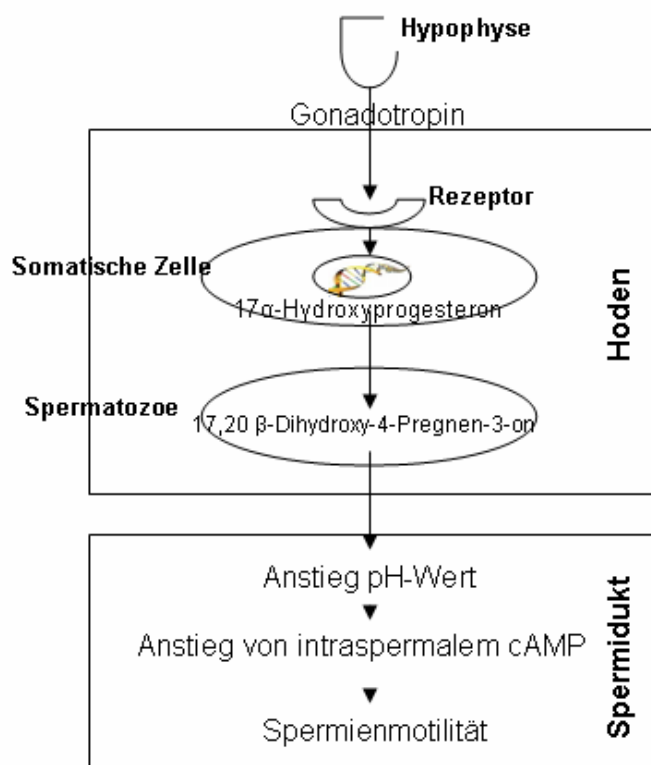 Hypophyse
Gonadotropin
Rezeptor
Somatische Zelle
17α-Hydroxyprogesteron
Hoden
Spermatozoe
17,20 β-Dihydroxy-4-Pregnen-3-on
Anstieg pH-Wert
Anstieg von intraspermalem cAMP
Spermienmotilität
Spermidukt